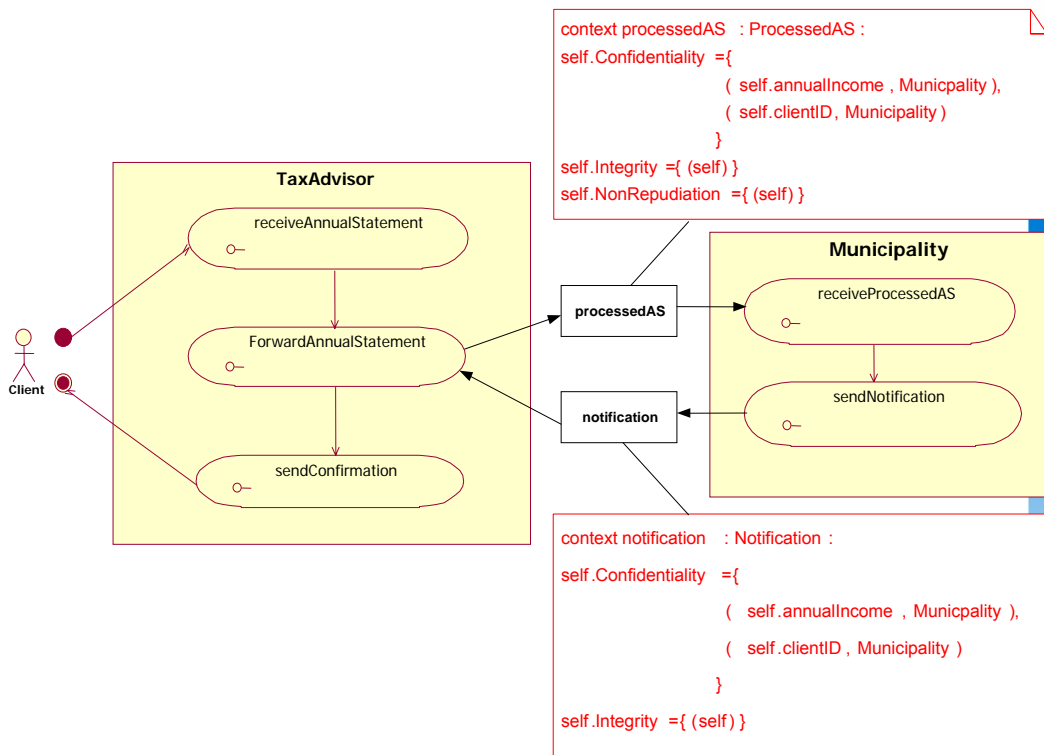 context processedAS : ProcessedAS :
self.Confidentiality ={
( self.annualIncome , Municpality ),
( self.clientID, Municipality )
}
self.Integrity ={ (self) }
self.NonRepudiation ={ (self) }
TaxAdvisor
receiveAnnualStatement
Municipality
receiveProcessedAS
processedAS
ForwardAnnualStatement
Client
notification
sendNotification
sendConfirmation
context notification : Notification :
self.Confidentiality ={
( self.annualIncome , Municpality ),
( self.clientID , Municipality )
}
self.Integrity ={ (self) }